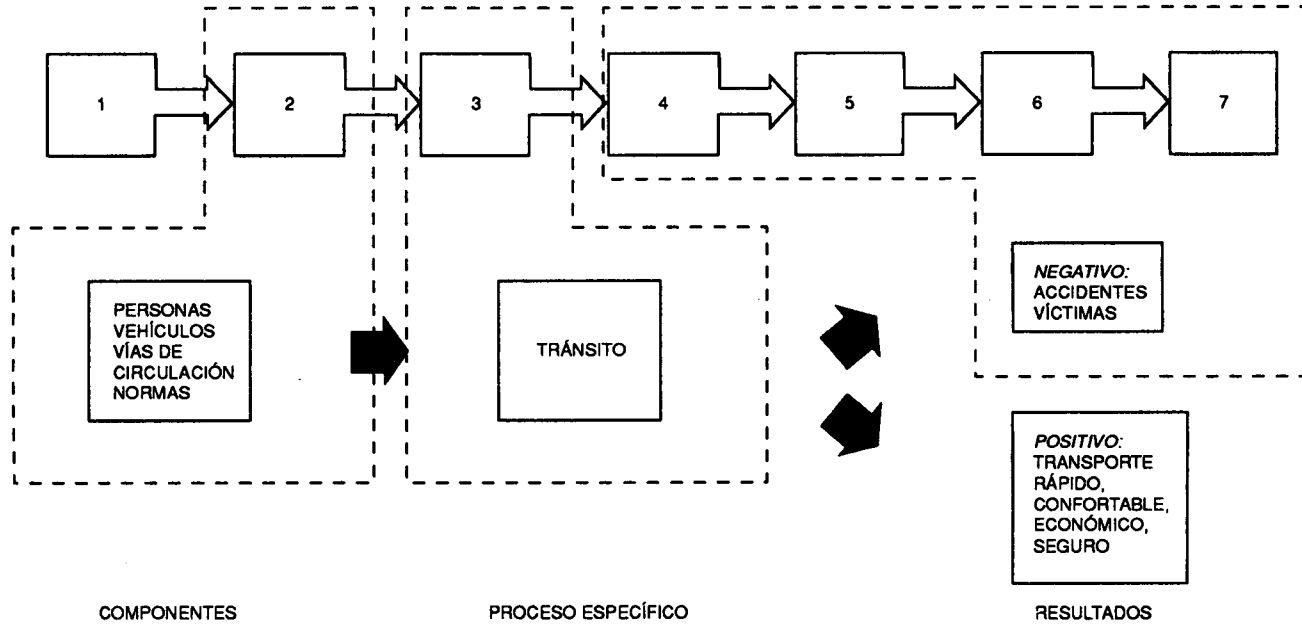 1
2
3
4
5
6
7
PERSONAS
VEHÍCULOS
VÍAS DE
CIRCULACIÓN
NORMAS
TRÁNSITO
NEGATIVO:
ACCIDENTES
VÍCTIMAS
POSITIVO:
TRANSPORTE
RÁPIDO,
CONFORTABLE,
ECONÓMICO,
SEGURO
COMPONENTES
PROCESO ESPECÍFICO
RESULTADOS